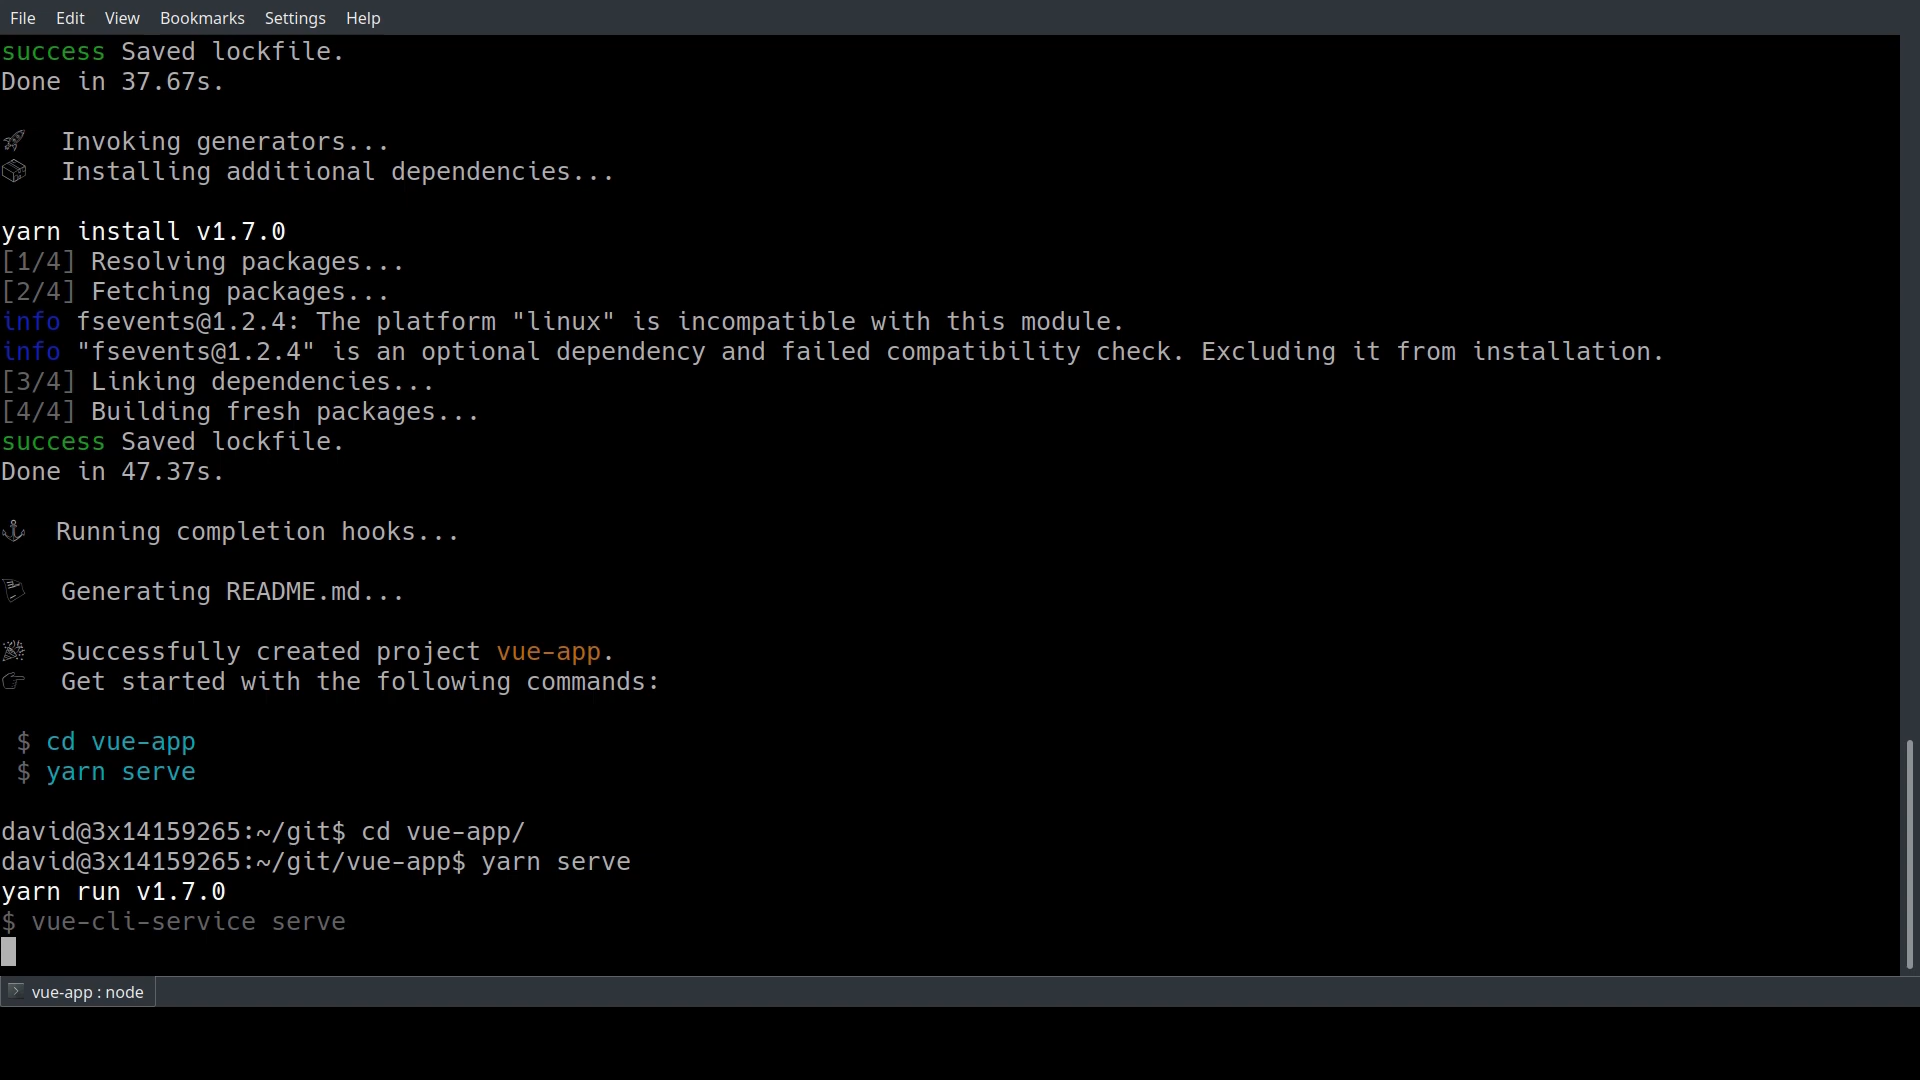 File Edit View Bookmarks Settings Help
success Saved lockfile.
Done in 37.67s.
Invoking generators...
Installing additional dependencies...
yarn install v1.7.0
[1/4] Resolving packages...
[2/4] Fetching packages...
info fsevents@1.2.4: The platform "linux" is incompatible with this module.
info "fsevents@1.2.4" is an optional dependency and failed compatibility check. Excluding it from installation.
[3/4] Linking dependencies...
[4/4] Building fresh packages...
success Saved lockfile.
Done in 47.37s.
Running completion hooks...
Generating README.md...
Successfully created project vue-app.
Get started with the following commands:
$ cd vue-app
$ yarn serve
david@3x14159265:~/git$ cd vue-app/
david@3x14159265:~/git/vue-app$ yarn serve
yarn run v1.7.0
$ vue-cli-service serve
vue-app : node